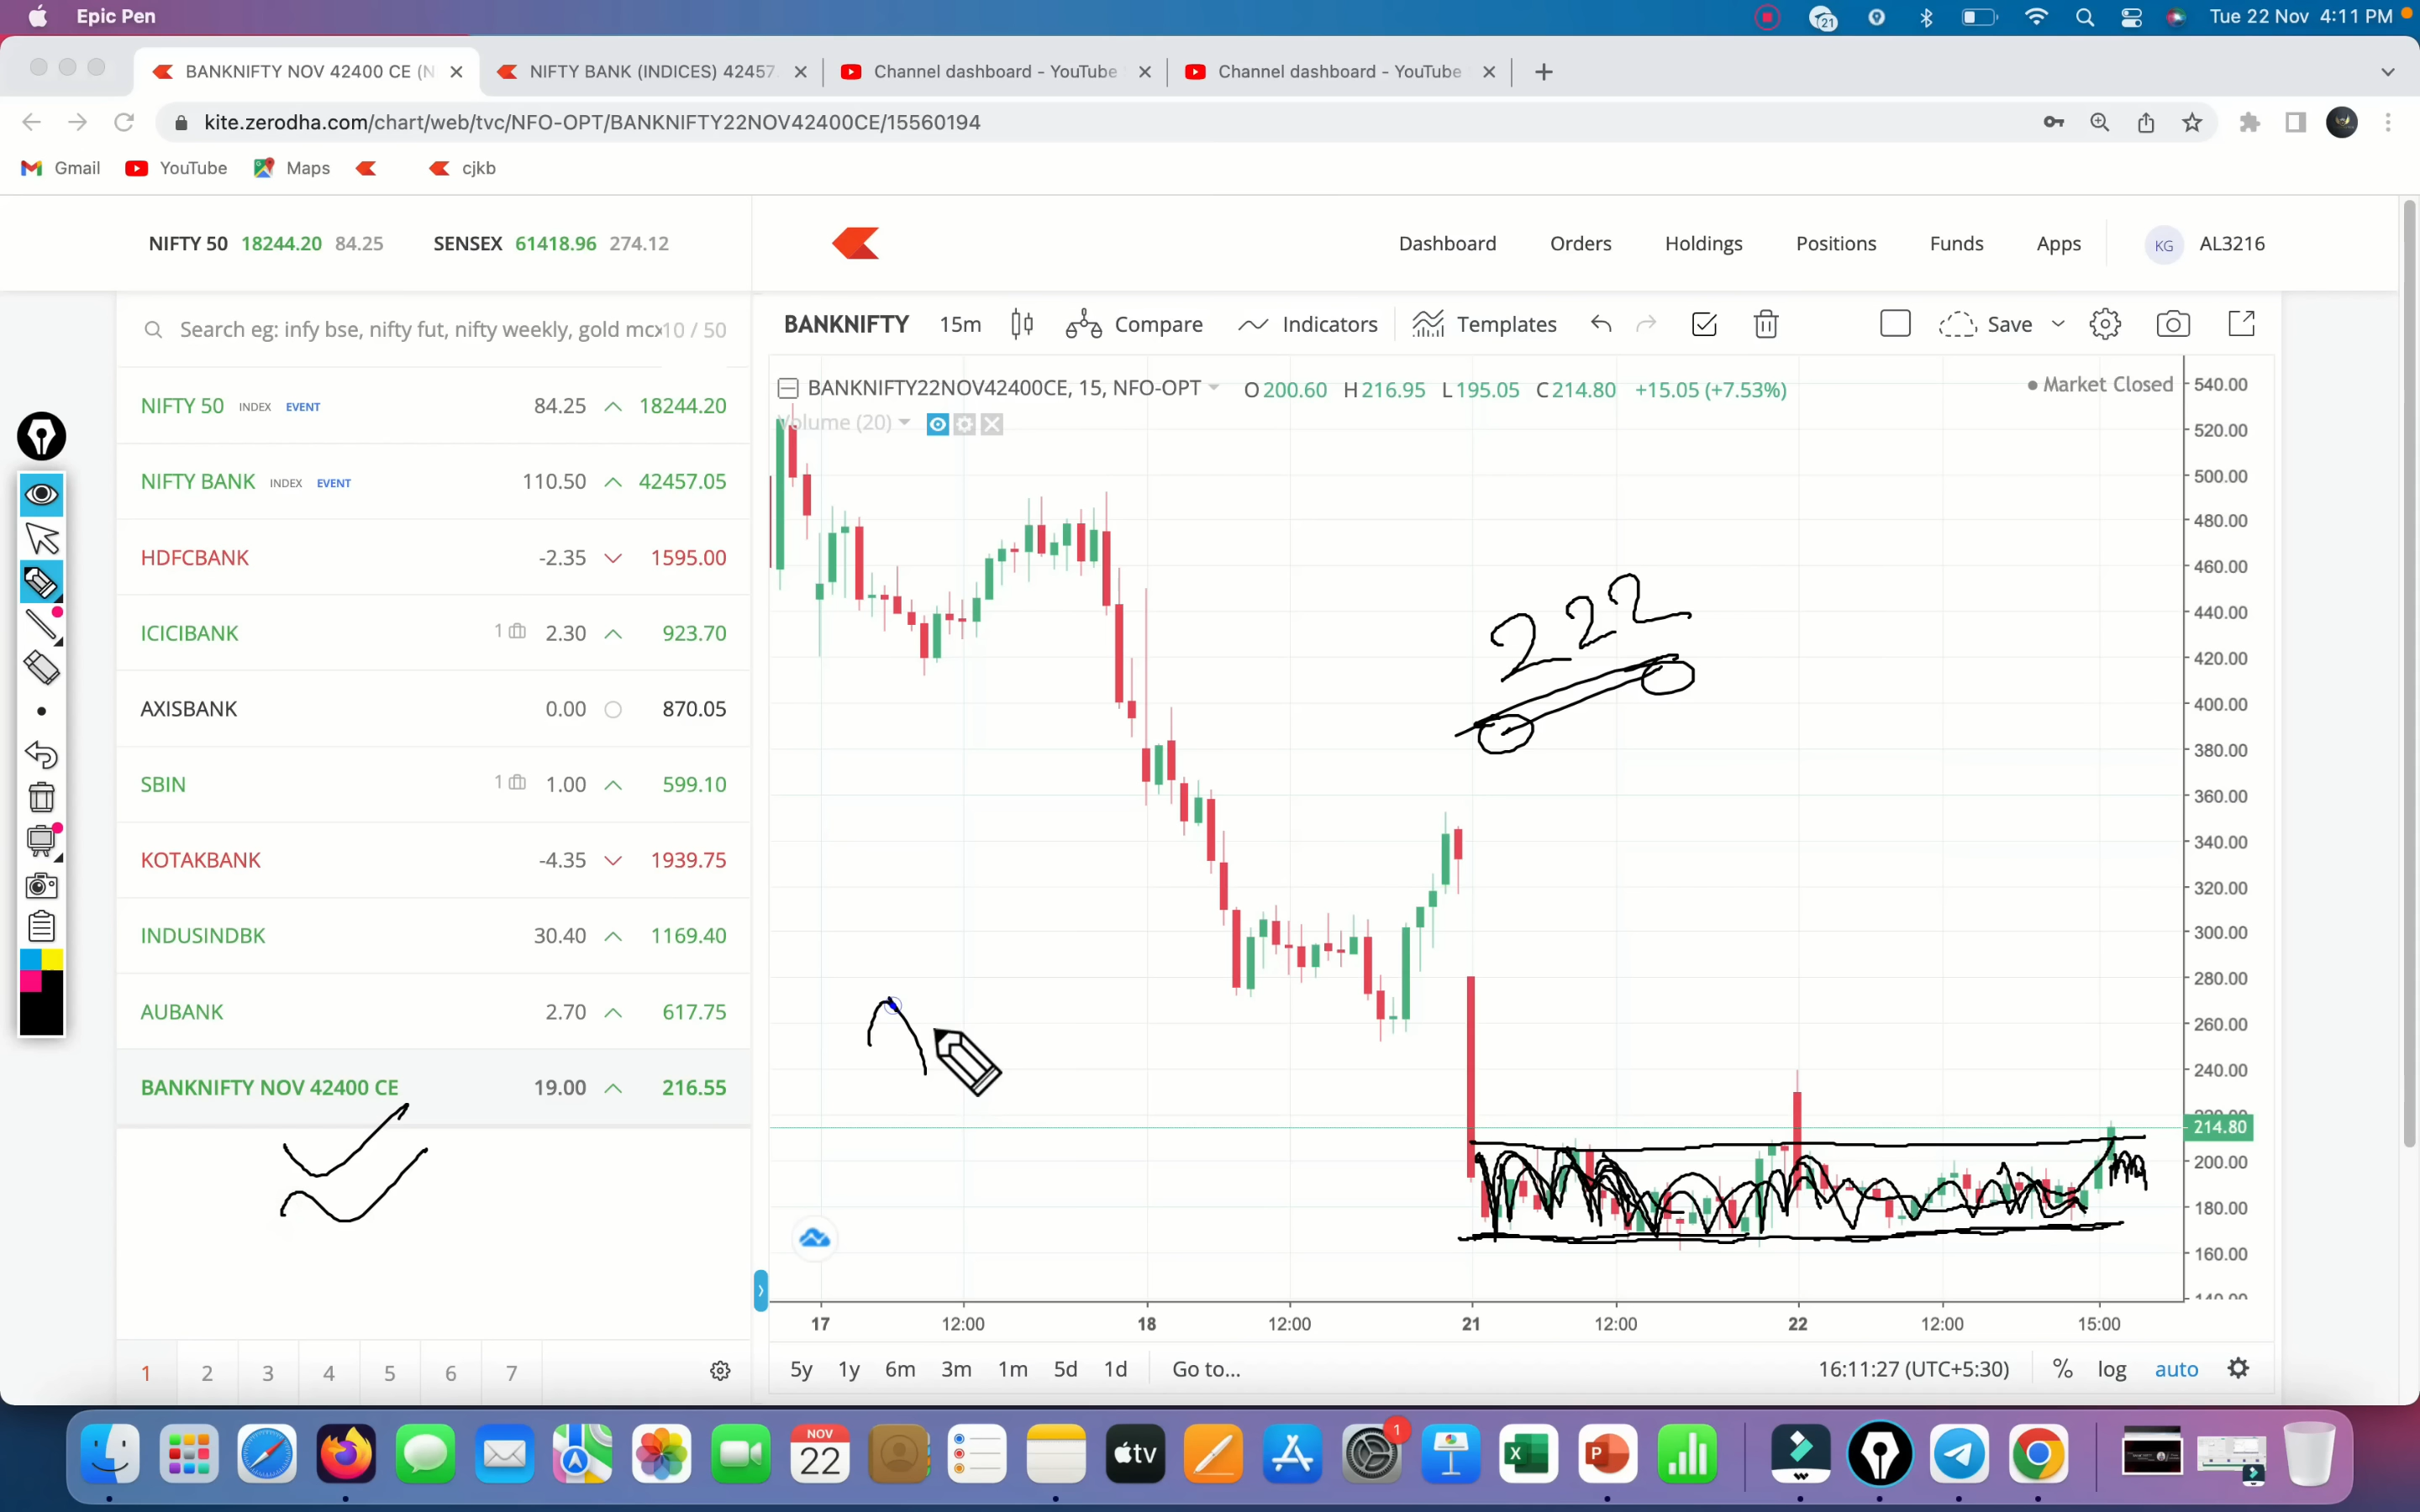 Epic Pen
21
Tue 22 Nov 4:11 PM
BANKNIFTY NOV 42400 CE (N
NIFTY BANK (INDICES) 42457.
Channel dashboard - YouTube
Channel dashboard - YouTube
kite.zerodha.com/chart/web/tvc/NFO-OPT/BANKNIFTY22NOV42400CE/15560194
Gmail YouTube Maps cjkb
NIFTY 50 18244.20 84.25 SENSEX 61418.96 274.12
Dashboard Orders Holdings Positions Funds Apps KG AL3216
Search eg: infy bse, nifty fut, nifty weekly, gold mcx 10 / 50
BANKNIFTY 15m Compare Indicators Templates Save
BANKNIFTY22NOV42400CE, 15, NFO-OPT O 200.60 H 216.95 L 195.05 C 214.80 +15.05 (+7.53%)
Market Closed
Volume (20)
NIFTY 50 INDEX EVENT 84.25 18244.20
NIFTY BANK INDEX EVENT 110.50 42457.05
HDFCBANK -2.35 1595.00
ICICIBANK 1 2.30 923.70
AXISBANK 0.00 870.05
SBIN 1 1.00 599.10
KOTAKBANK -4.35 1939.75
INDUSINDBK 30.40 1169.40
AUBANK 2.70 617.75
BANKNIFTY NOV 42400 CE 19.00 216.55
222
540.00
520.00
500.00
480.00
460.00
440.00
420.00
400.00
380.00
360.00
340.00
320.00
300.00
280.00
260.00
240.00
220.00
214.80
200.00
180.00
160.00
140.00
17 12:00 18 12:00 21 12:00 22 12:00 15:00
1 2 3 4 5 6 7
5y 1y 6m 3m 1m 5d 1d Go to... 16:11:27 (UTC+5:30) % log auto
NOV
22
tv
1
X
P